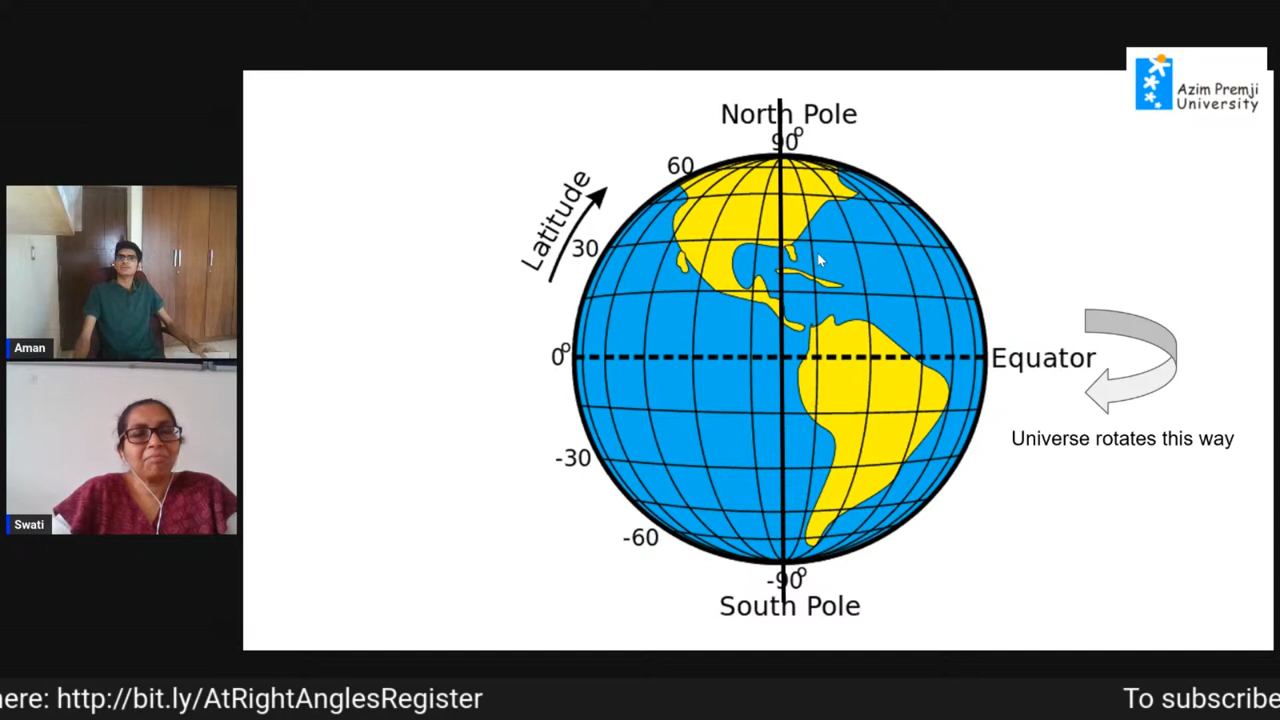 Azim Premji
University
North Pole
90°
60
Latitude
30
0°
Equator
Universe rotates this way
-30
-60
-90°
South Pole
Aman
Swati
nere: http://bit.ly/AtRightAnglesRegister
To subscribe